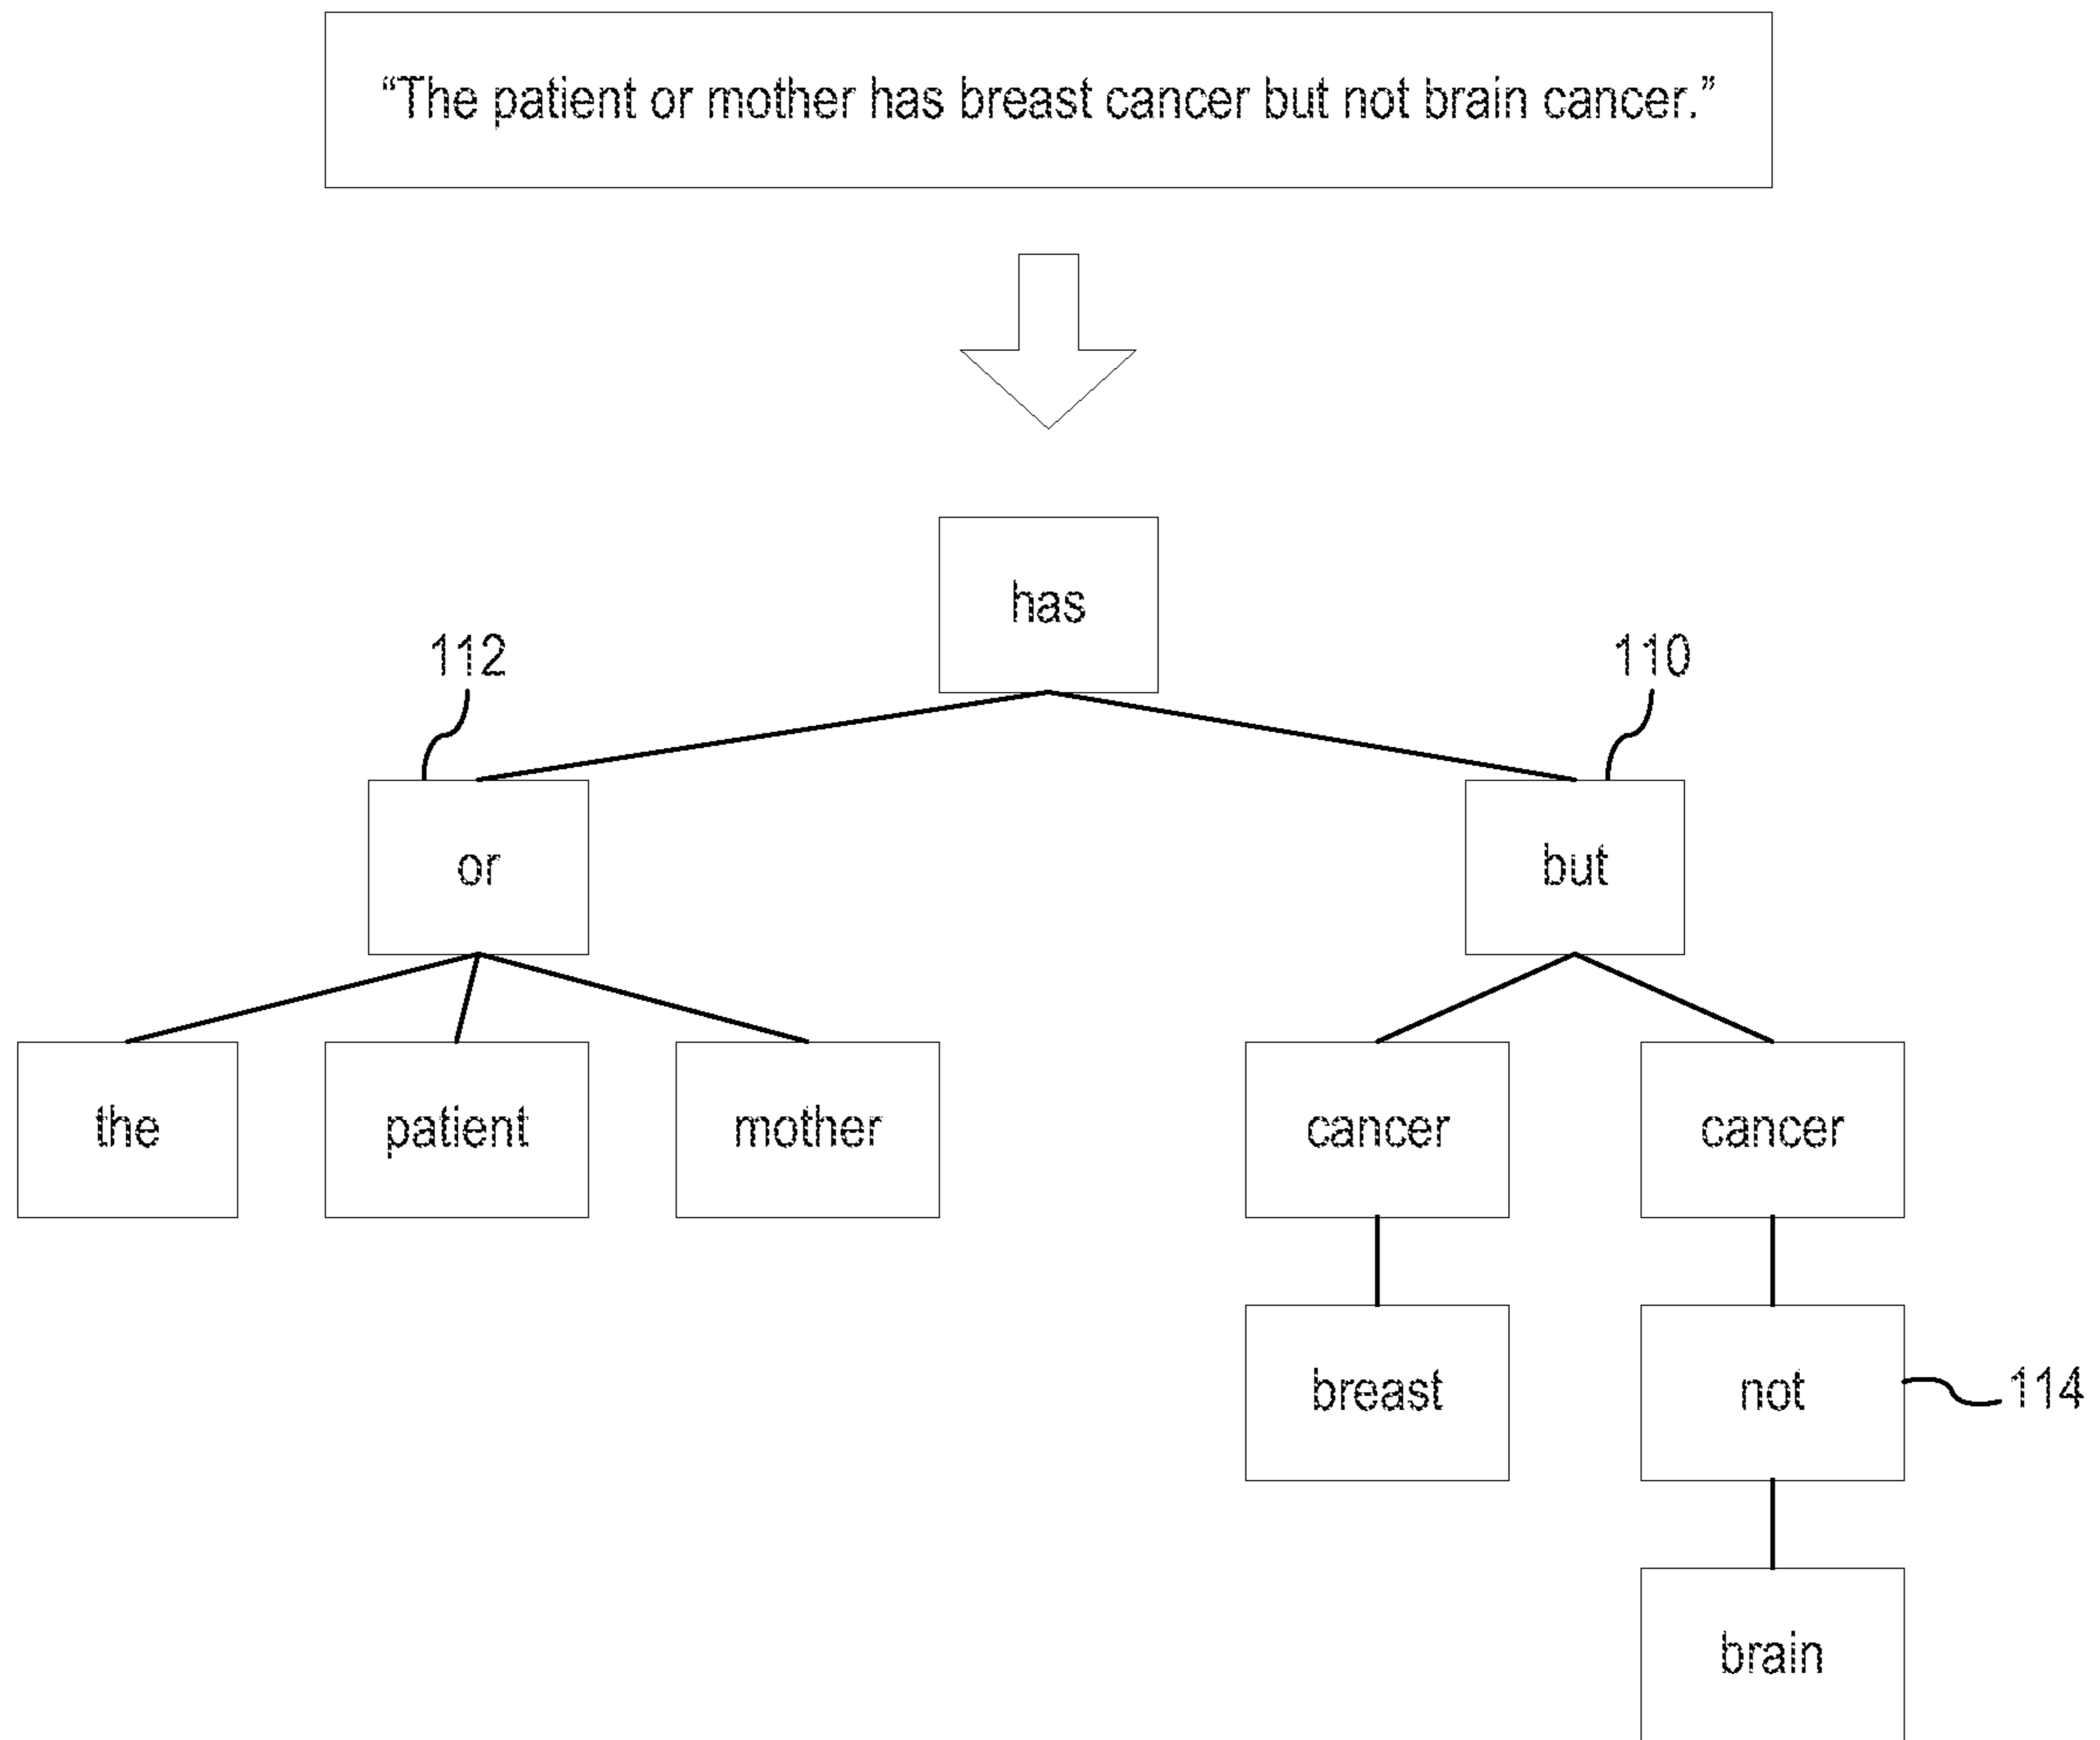 “The patient or mother has breast cancer but not brain cancer.”
has
112
110
or
but
the
patient
mother
cancer
cancer
breast
not
114
brain